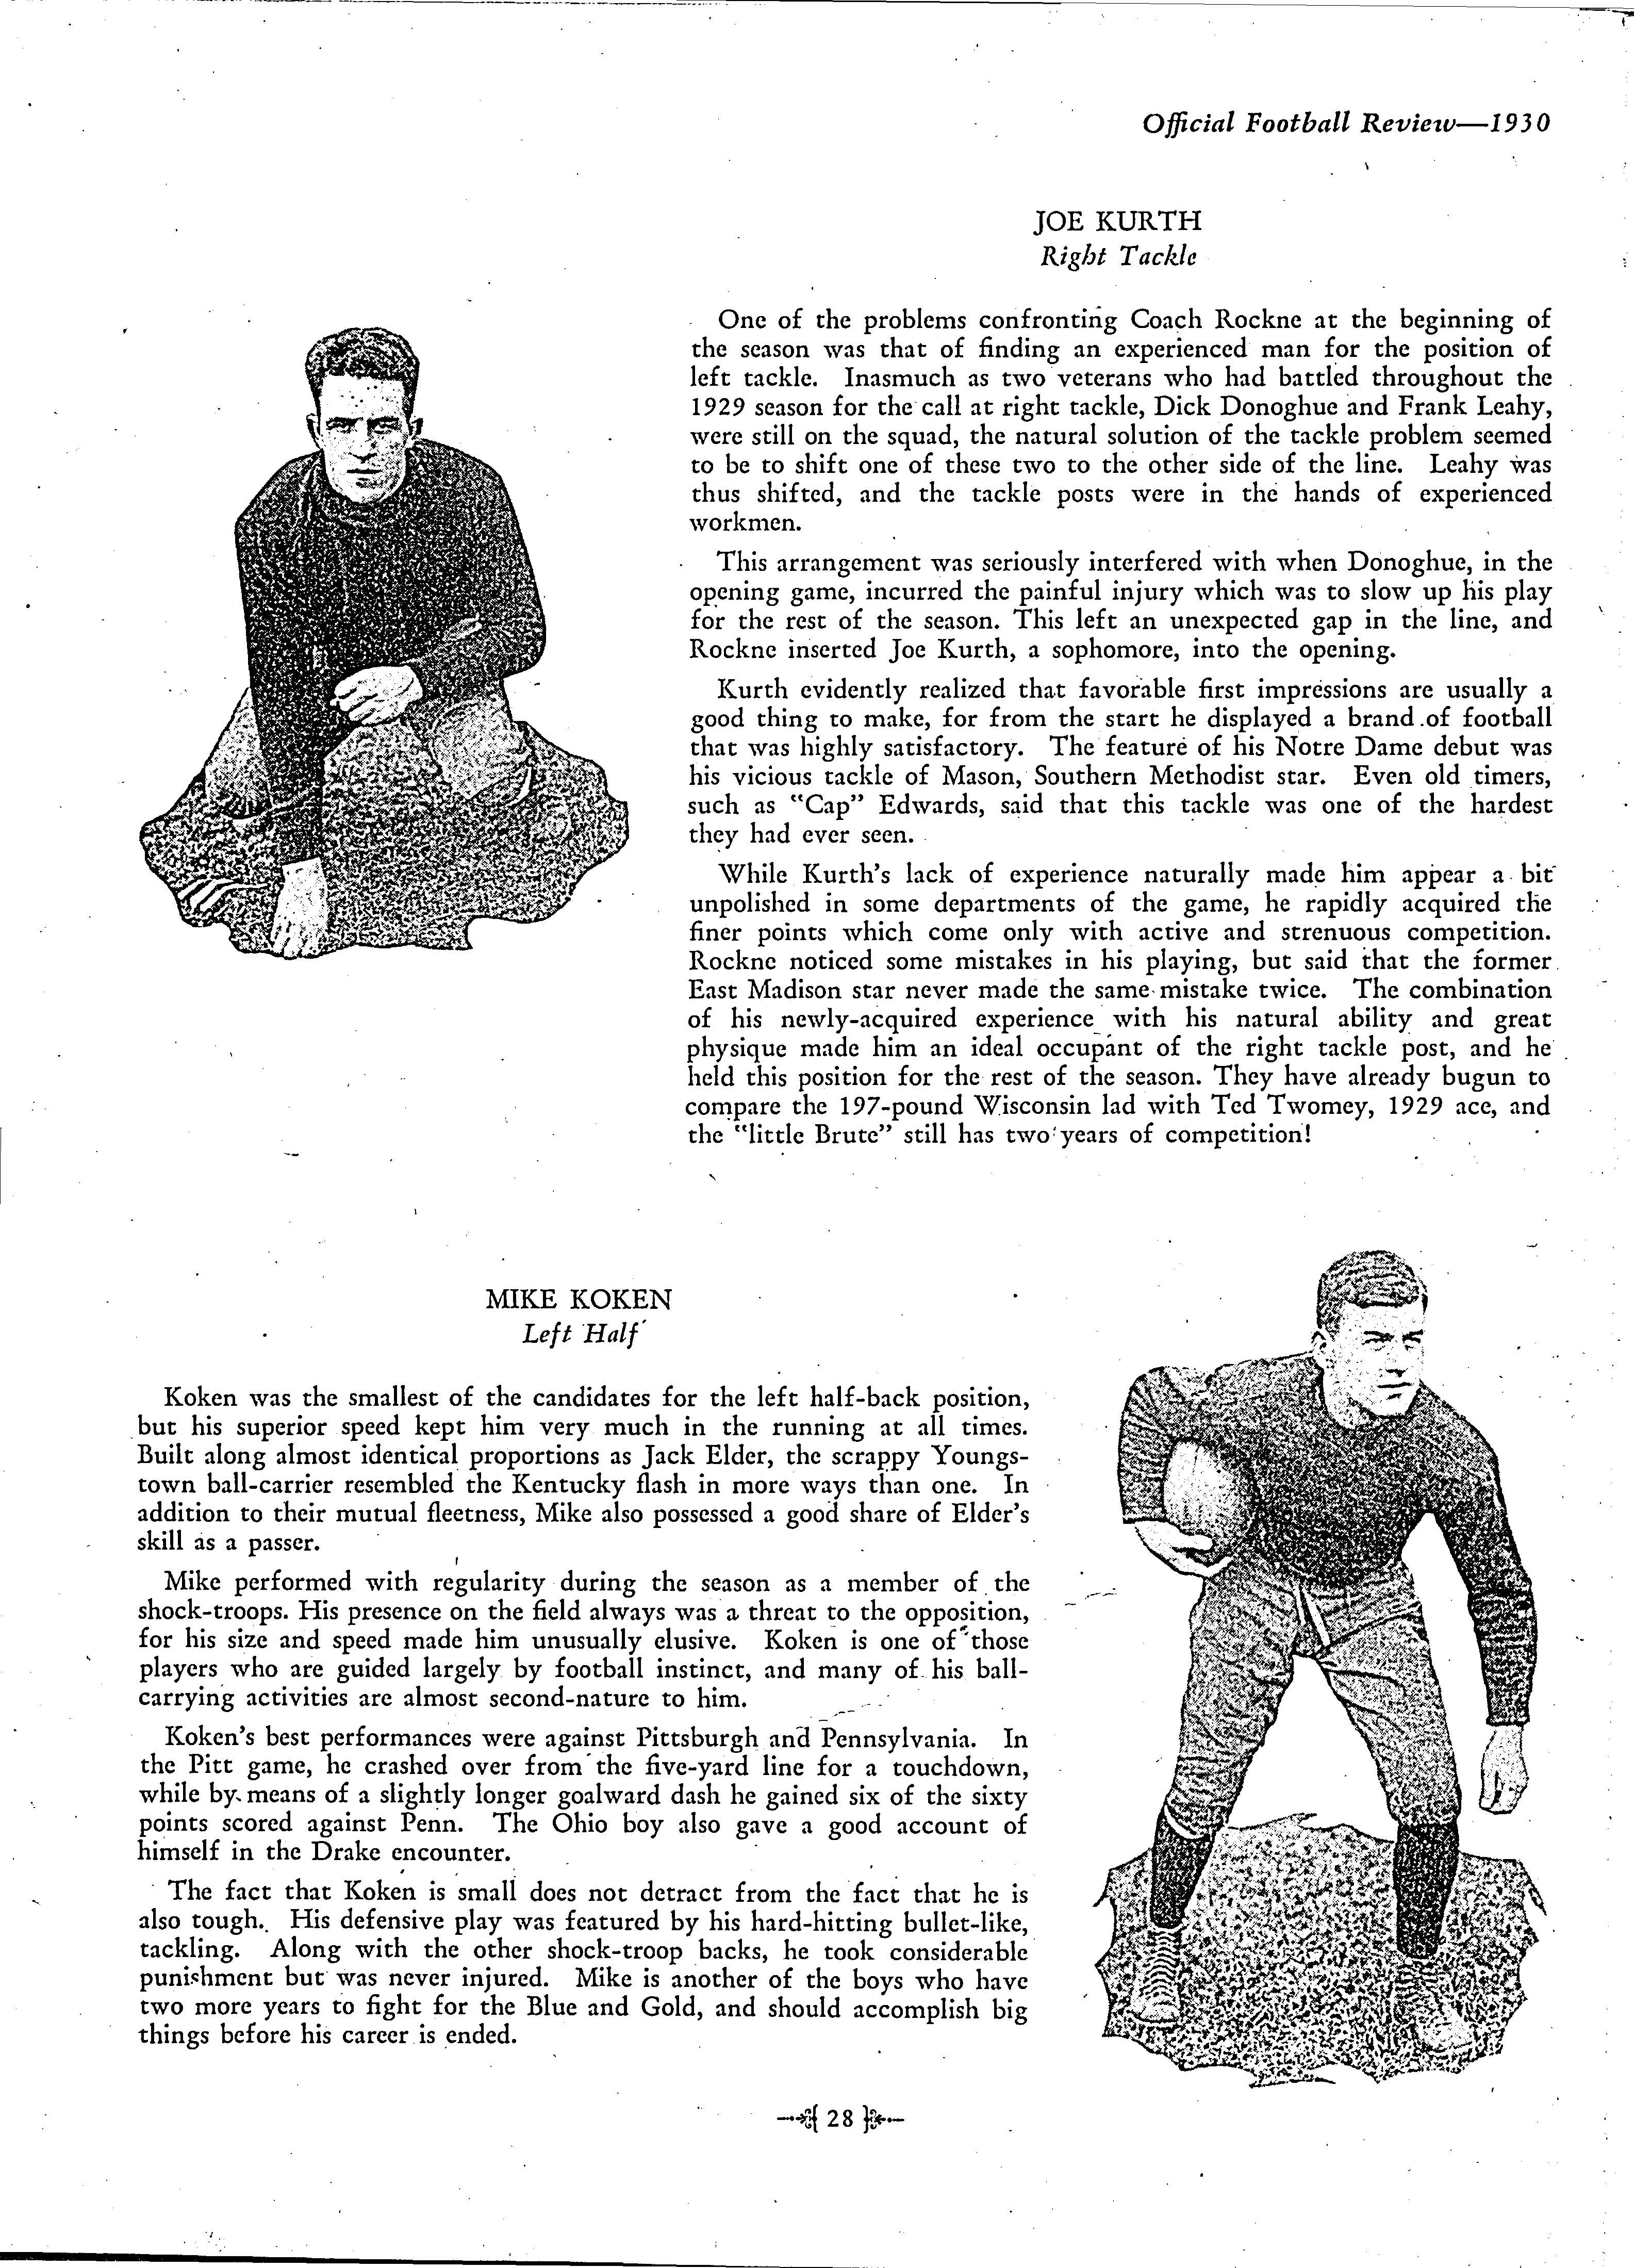 Official Football Review—1930
JOE KURTH
Right Tackle
One of the problems confronting Coach Rockne at the beginning of
the season was that of finding an experienced man for the position of
left tackle. Inasmuch as two veterans who had battled throughout the
1929 season for the call at right tackle, Dick Donoghue and Frank Leahy,
were still on the squad, the natural solution of the tackle problem seemed
to be to shift one of these two to the other side of the line. Leahy was
thus shifted, and the tackle posts were in the hands of experienced
workmen.
This arrangement was seriously interfered with when Donoghue, in the
opening game, incurred the painful injury which was to slow up his play
for the rest of the season. This left an unexpected gap in the line, and
Rockne inserted Joe Kurth, a sophomore, into the opening.
Kurth evidently realized that favorable first impressions are usually a
good thing to make, for from the start he displayed a brand of football
that was highly satisfactory. The feature of his Notre Dame debut was
his vicious tackle of Mason, Southern Methodist star. Even old timers,
such as "Cap" Edwards, said that this tackle was one of the hardest
they had ever seen.
While Kurth's lack of experience naturally made him appear a bit
unpolished in some departments of the game, he rapidly acquired the
finer points which come only with active and strenuous competition.
Rockne noticed some mistakes in his playing, but said that the former
East Madison star never made the same mistake twice. The combination
of his newly-acquired experience with his natural ability and great
physique made him an ideal occupant of the right tackle post, and he
held this position for the rest of the season. They have already bugun to
compare the 197-pound Wisconsin lad with Ted Twomey, 1929 ace, and
the "little Brute" still has two years of competition!
MIKE KOKEN
Left Half
Koken was the smallest of the candidates for the left half-back position,
but his superior speed kept him very much in the running at all times.
Built along almost identical proportions as Jack Elder, the scrappy Youngs-
town ball-carrier resembled the Kentucky flash in more ways than one. In
addition to their mutual fleetness, Mike also possessed a good share of Elder's
skill as a passer.
Mike performed with regularity during the season as a member of the
shock-troops. His presence on the field always was a threat to the opposition,
for his size and speed made him unusually elusive. Koken is one of those
players who are guided largely by football instinct, and many of his ball-
carrying activities are almost second-nature to him.
Koken's best performances were against Pittsburgh and Pennsylvania. In
the Pitt game, he crashed over from the five-yard line for a touchdown,
while by means of a slightly longer goalward dash he gained six of the sixty
points scored against Penn. The Ohio boy also gave a good account of
himself in the Drake encounter.
The fact that Koken is small does not detract from the fact that he is
also tough. His defensive play was featured by his hard-hitting bullet-like,
tackling. Along with the other shock-troop backs, he took considerable
punishment but was never injured. Mike is another of the boys who have
two more years to fight for the Blue and Gold, and should accomplish big
things before his career is ended.
28